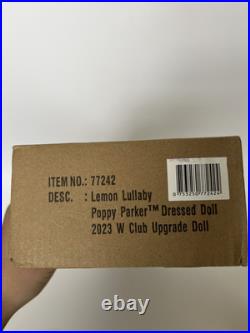 ITEM NO.: 77242
DESC. : Lemon Lullaby
Poppy Parker™ Dressed Doll
2023 W Club Upgrade Doll